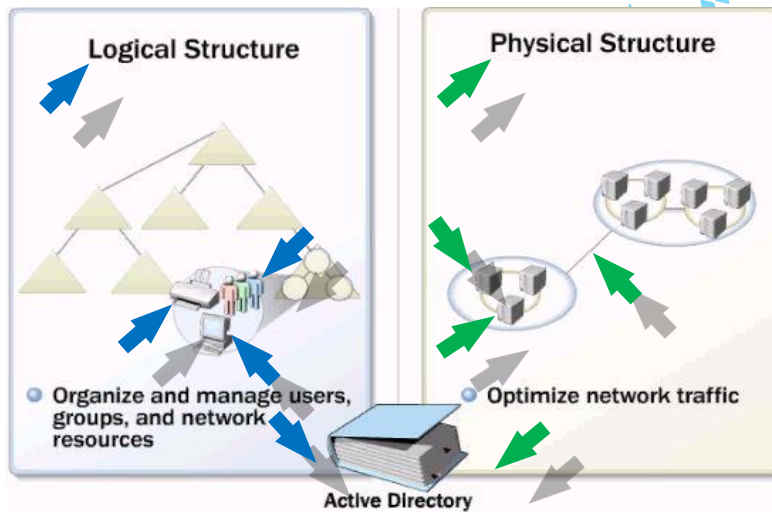 Logical Structure
Organize and manage users,
groups, and network
resources
Physical Structure
Optimize network traffic
Active Directory